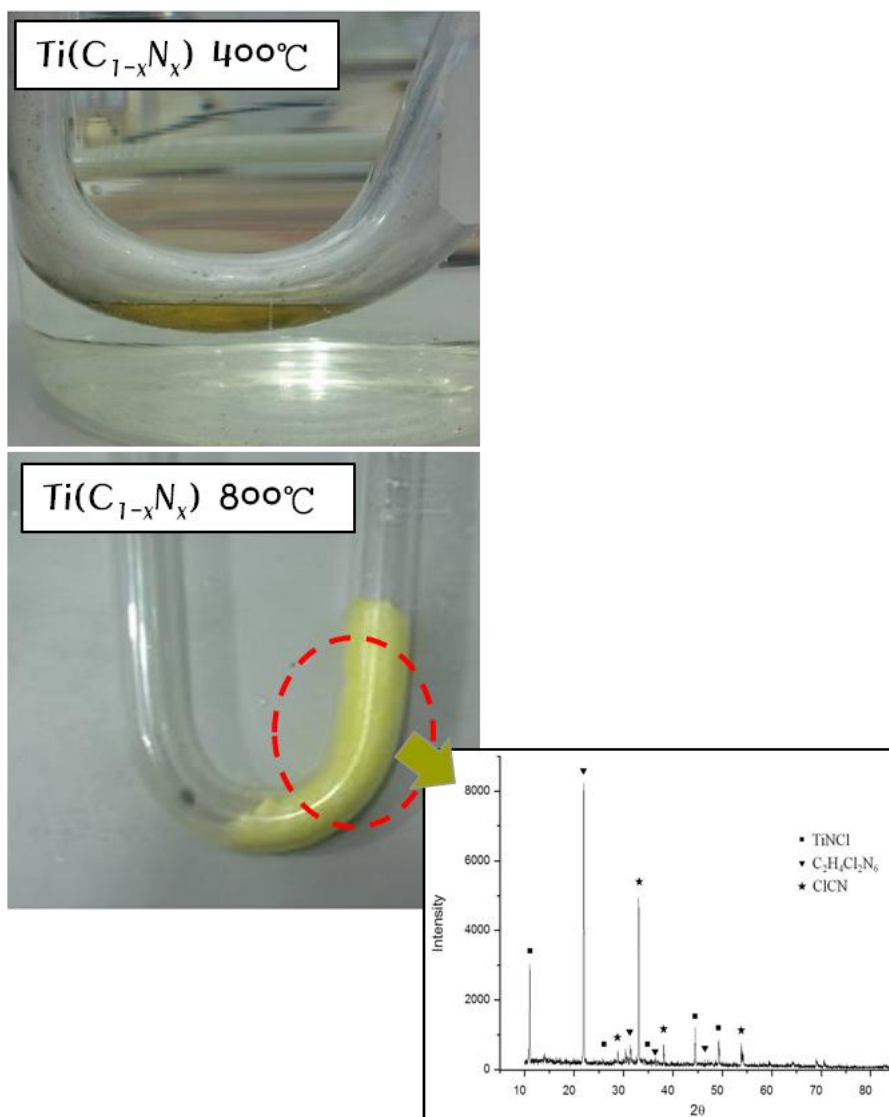 Ti(C₁₋ₓNₓ) 400℃
Ti(C₁₋ₓNₓ) 800℃
8000
6000
4000
2000
0
Intensity
■ TiNCl
▼ C₂H₄Cl₂N₆
★ ClCN
10 20 30 40 50 60 70 80
2θ